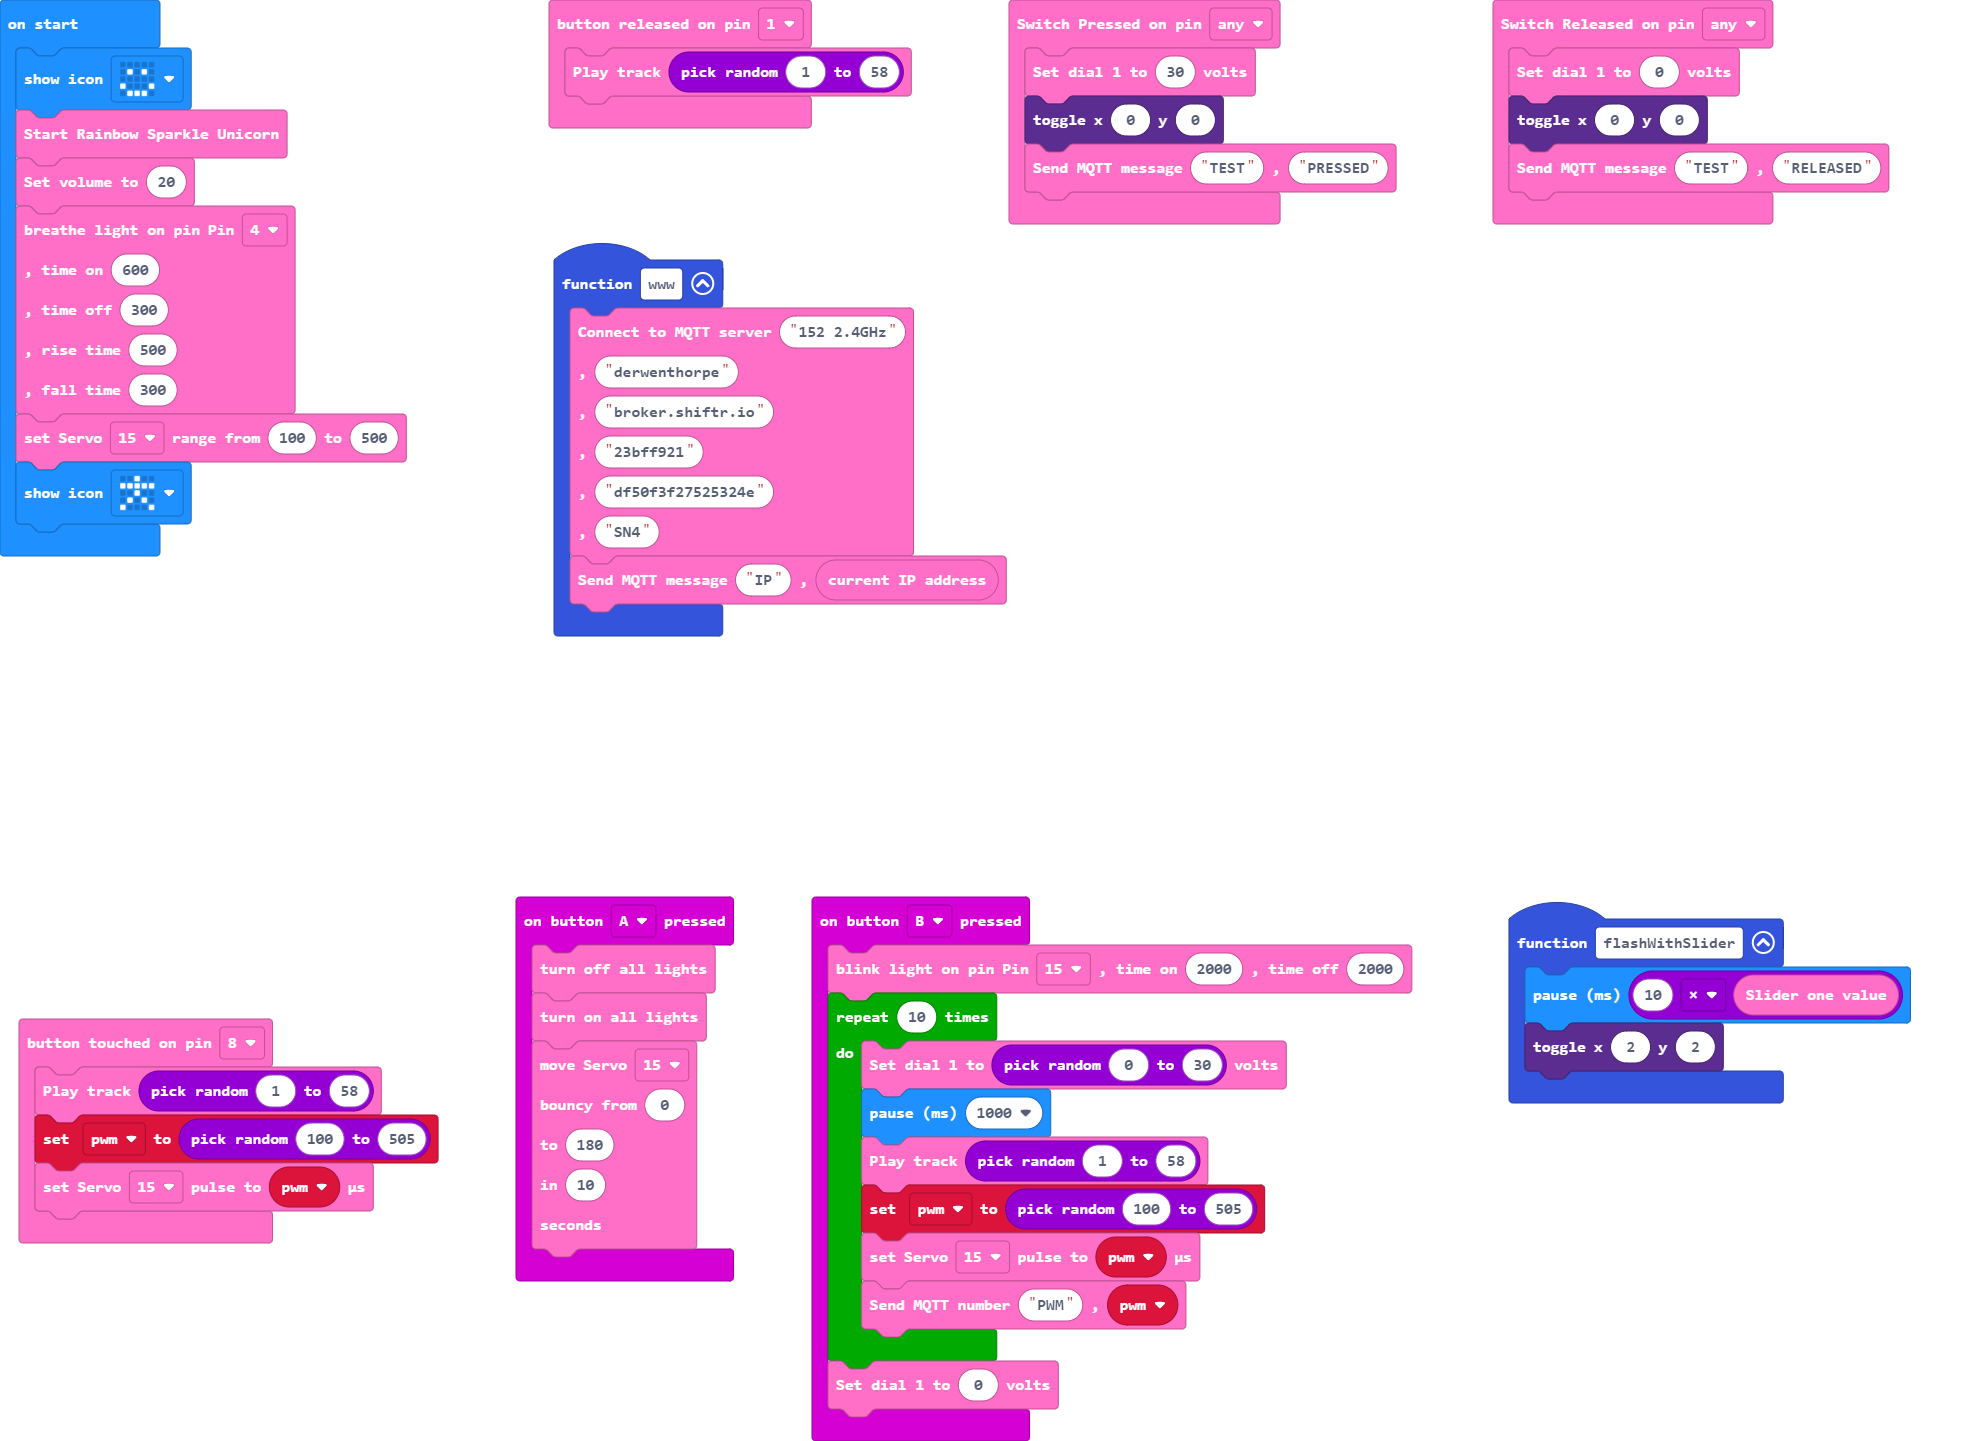 on start
show icon
Start Rainbow Sparkle Unicorn
Set volume to 20
breathe light on pin Pin 4
, time on 600
, time off 300
, rise time 500
, fall time 300
set Servo 15 range from 100 to 500
show icon
button released on pin 1
Play track pick random 1 to 58
Switch Pressed on pin any
Set dial 1 to 30 volts
toggle x 0 y 0
Send MQTT message "TEST" , "PRESSED"
Switch Released on pin any
Set dial 1 to 0 volts
toggle x 0 y 0
Send MQTT message "TEST" , "RELEASED"
function www
Connect to MQTT server "152 2.4GHz"
, "derwenthorpe"
, "broker.shiftr.io"
, "23bff921"
, "df50f3f27525324e"
, "SN4"
Send MQTT message "IP" , current IP address
button touched on pin 8
Play track pick random 1 to 58
set pwm to pick random 100 to 505
set Servo 15 pulse to pwm µs
on button A pressed
turn off all lights
turn on all lights
move Servo 15
bouncy from 0
to 180
in 10
seconds
on button B pressed
blink light on pin Pin 15 , time on 2000 , time off 2000
repeat 10 times
do
Set dial 1 to pick random 0 to 30 volts
pause (ms) 1000
Play track pick random 1 to 58
set pwm to pick random 100 to 505
set Servo 15 pulse to pwm µs
Send MQTT number "PWM" , pwm
Set dial 1 to 0 volts
function flashWithSlider
pause (ms) 10 × Slider one value
toggle x 2 y 2